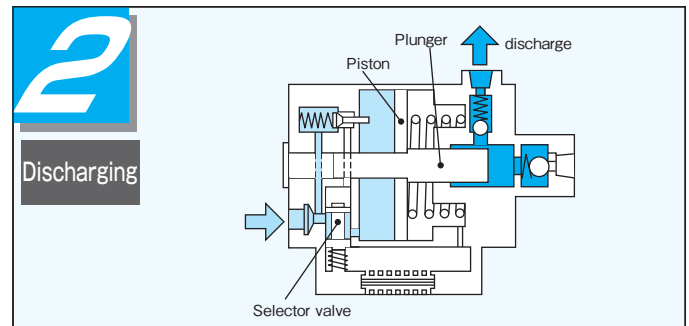 2
Discharging
Plunger
discharge
Piston
Selector valve